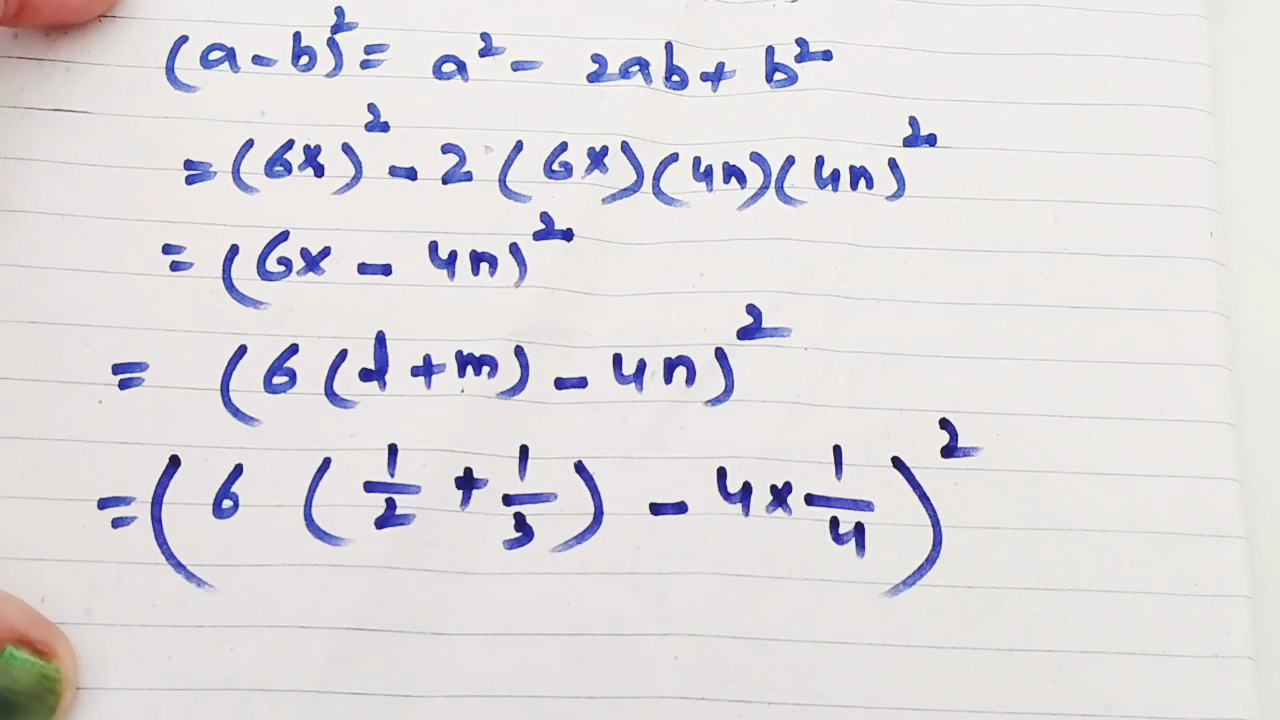 (a-b)² = a² - 2ab + b²
= (6x)² - 2(6x)(4n)(4n)²
= (6x - 4n)²
= (6(l+m) - 4n)²
= (6(1/2 + 1/3) - 4×1/4)²